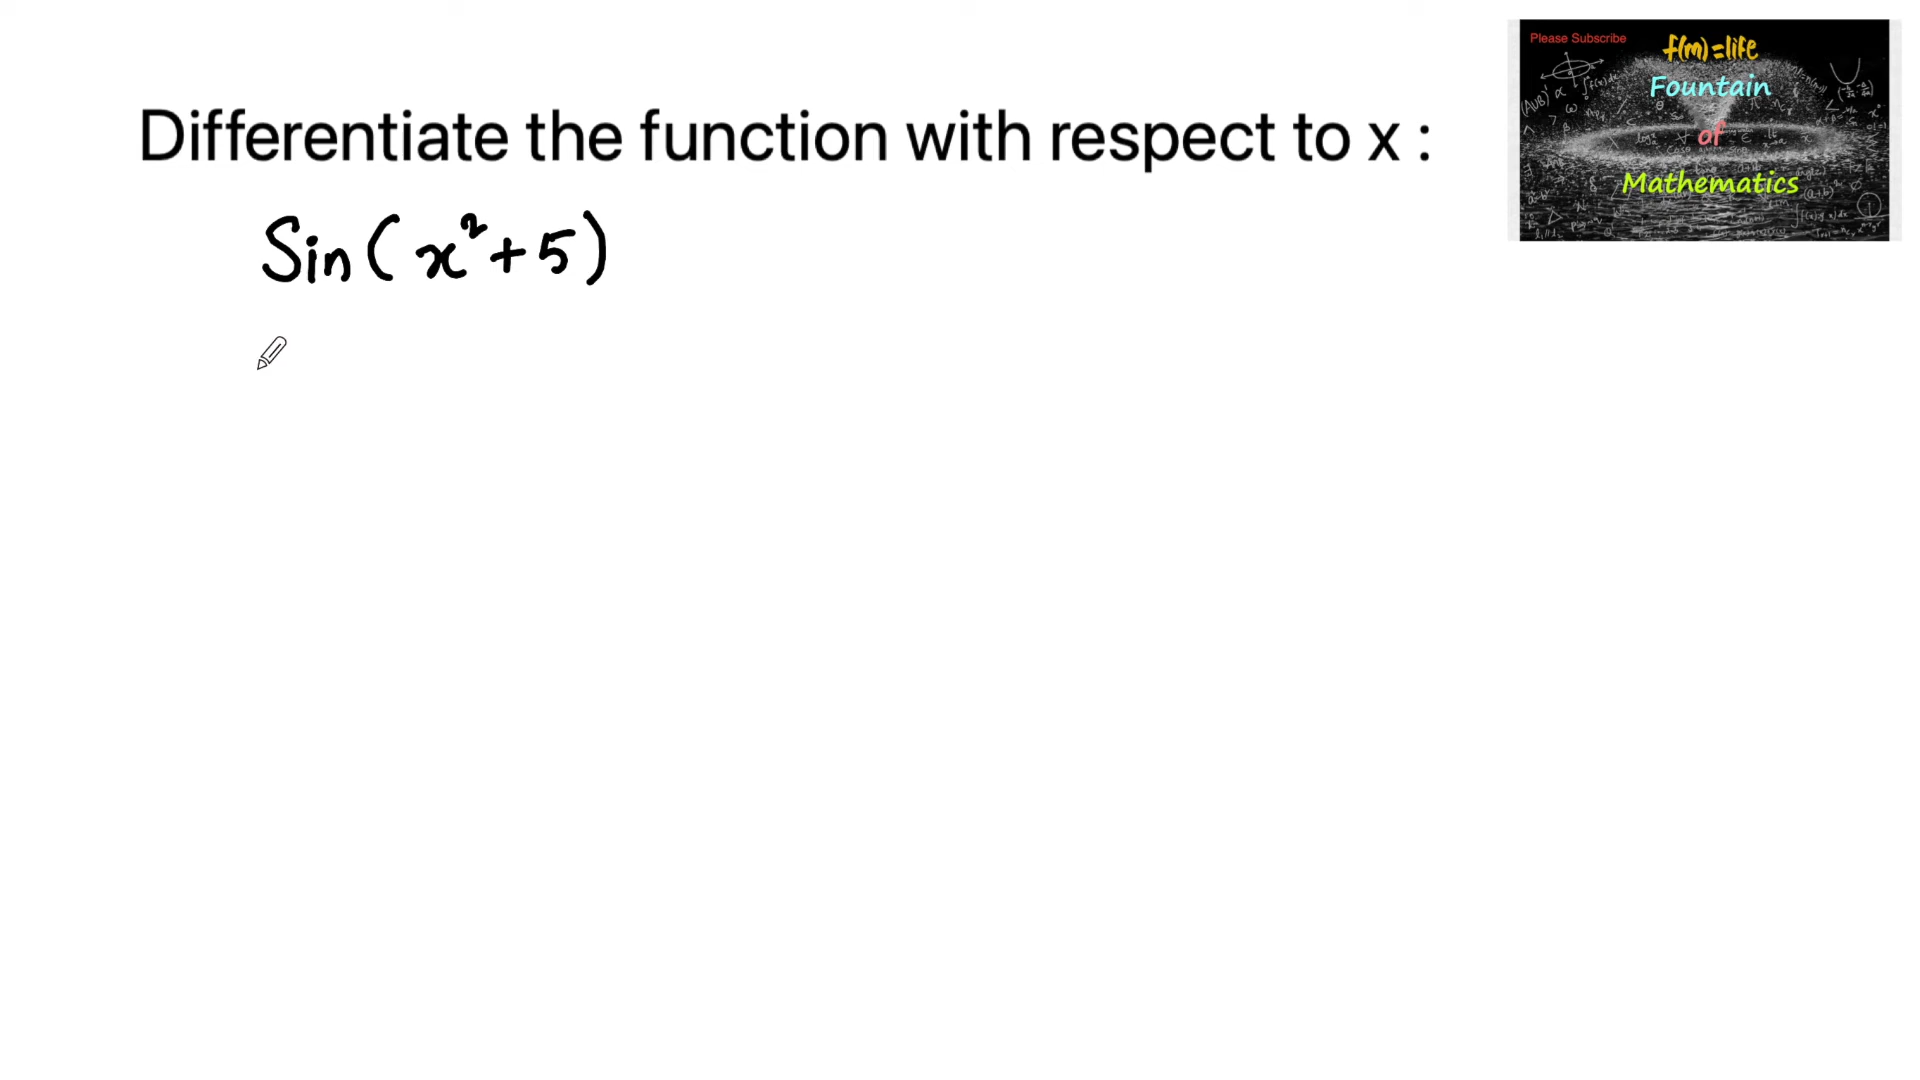 Differentiate the function with respect to x :
Sin( x²+5)
Please Subscribe
f(m)=life
Fountain
of
Mathematics